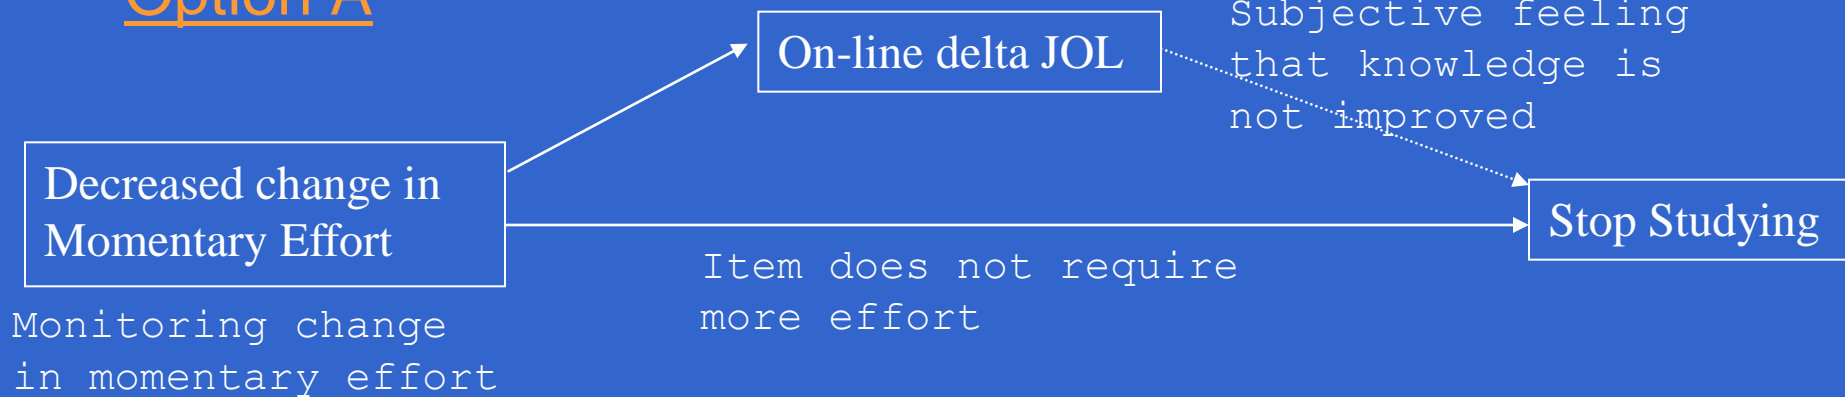 Option A
Subjective feeling
that knowledge is
not improved
On-line delta JOL
Decreased change in
Momentary Effort
Stop Studying
Item does not require
more effort
Monitoring change
in momentary effort